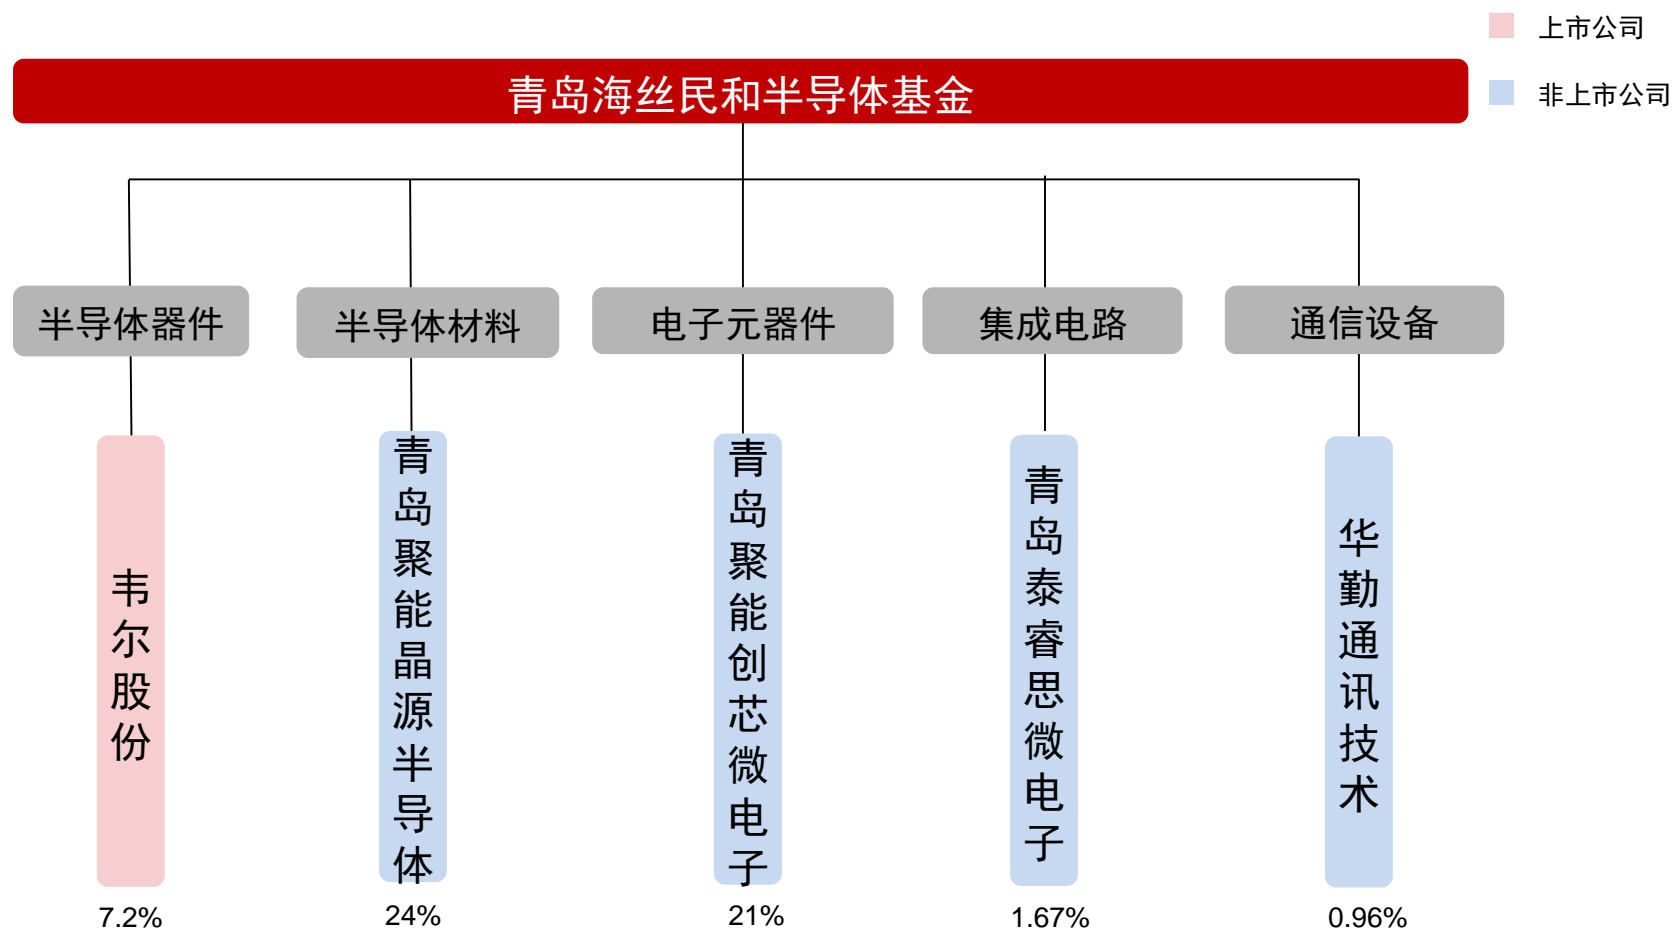 上市公司
青岛海丝民和半导体基金
非上市公司
半导体器件
半导体材料
电子元器件
集成电路
通信设备
韦尔股份
青岛聚能晶源半导体
青岛聚能创芯微电子
青岛泰睿思微电子
华勤通讯技术
7.2%
24%
21%
1.67%
0.96%